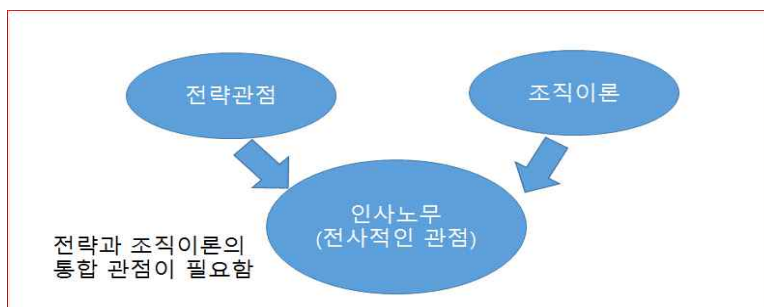 전략관점
조직이론
인사노무
(전사적인 관점)
전략과 조직이론의
통합 관점이 필요함